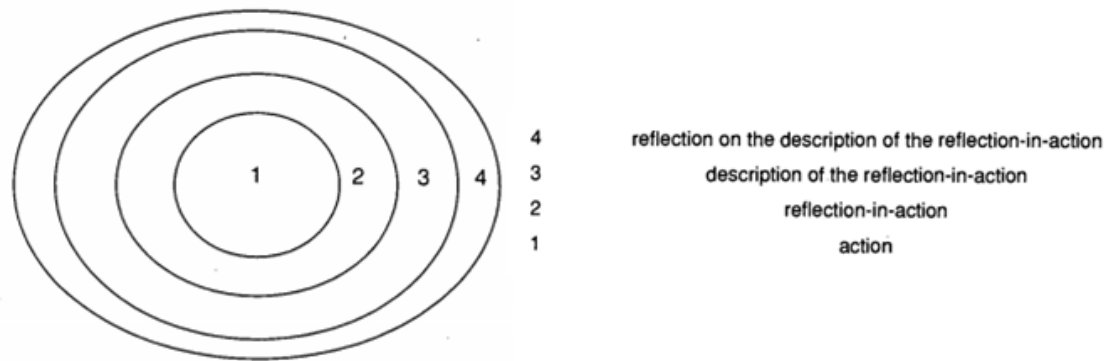 1 2 3 4
4 reflection on the description of the reflection-in-action
3 description of the reflection-in-action
2 reflection-in-action
1 action